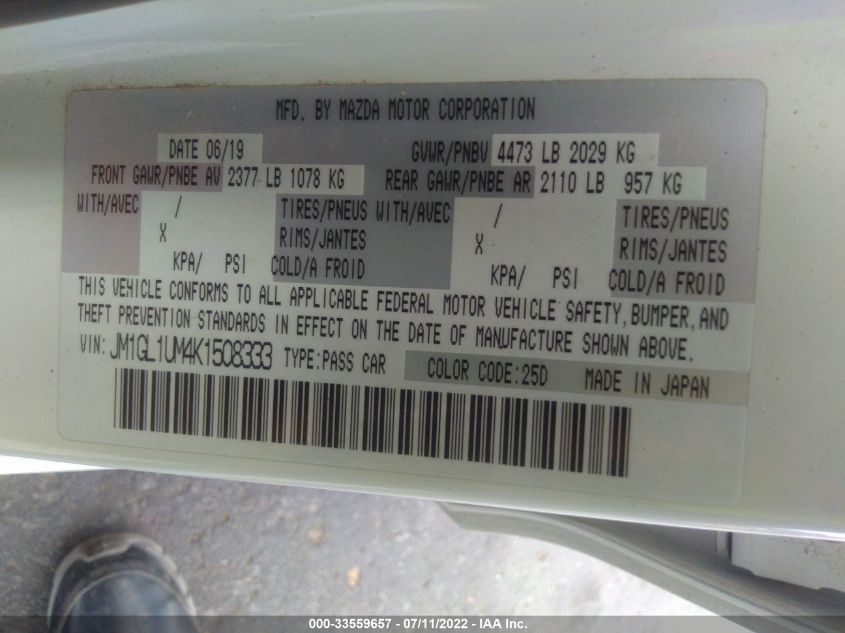 MFD. BY MAZDA MOTOR CORPORATION
DATE 06/19 GVWR/PNBV 4473 LB 2029 KG
FRONT GAWR/PNBE AV 2377 LB 1078 KG REAR GAWR/PNBE AR 2110 LB 957 KG
WITH/AVEC / TIRES/PNEUS WITH/AVEC / TIRES/PNEUS
X RIMS/JANTES X RIMS/JANTES
KPA/ PSI COLD/A FROID KPA/ PSI COLD/A FROID
THIS VEHICLE CONFORMS TO ALL APPLICABLE FEDERAL MOTOR VEHICLE SAFETY, BUMPER, AND
THEFT PREVENTION STANDARDS IN EFFECT ON THE DATE OF MANUFACTURE SHOWN ABOVE.
VIN: JM1GL1UM4K1508333 TYPE:PASS CAR COLOR CODE:25D MADE IN JAPAN
000-33559657 - 07/11/2022 - IAA Inc.